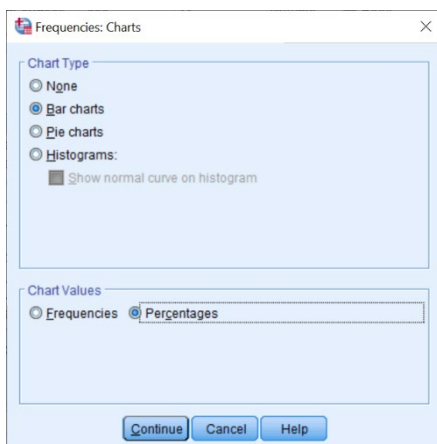 Frequencies: Charts
Chart Type
None
Bar charts
Pie charts
Histograms:
Show normal curve on histogram
Chart Values
Frequencies Percentages
Continue Cancel Help